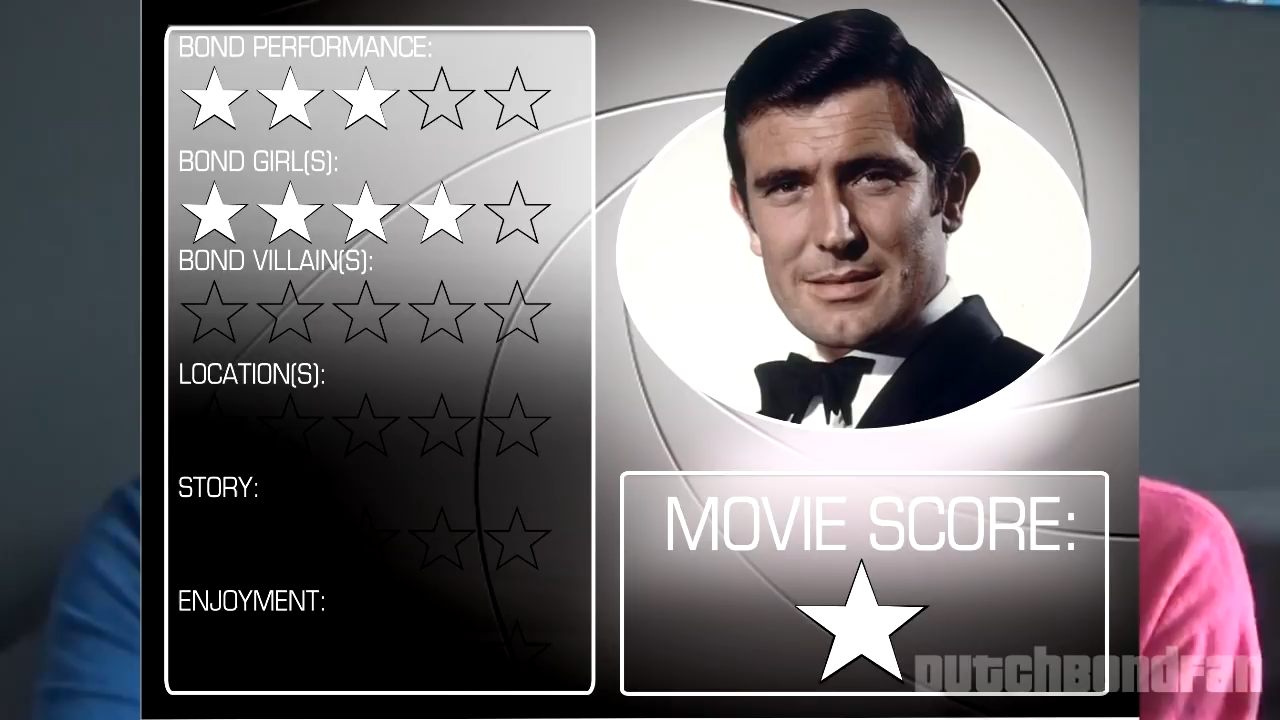 BOND PERFORMANCE:
BOND GIRL(S):
BOND VILLAIN(S):
LOCATION(S):
STORY:
ENJOYMENT:
MOVIE SCORE:
DUTCHBONDFAN